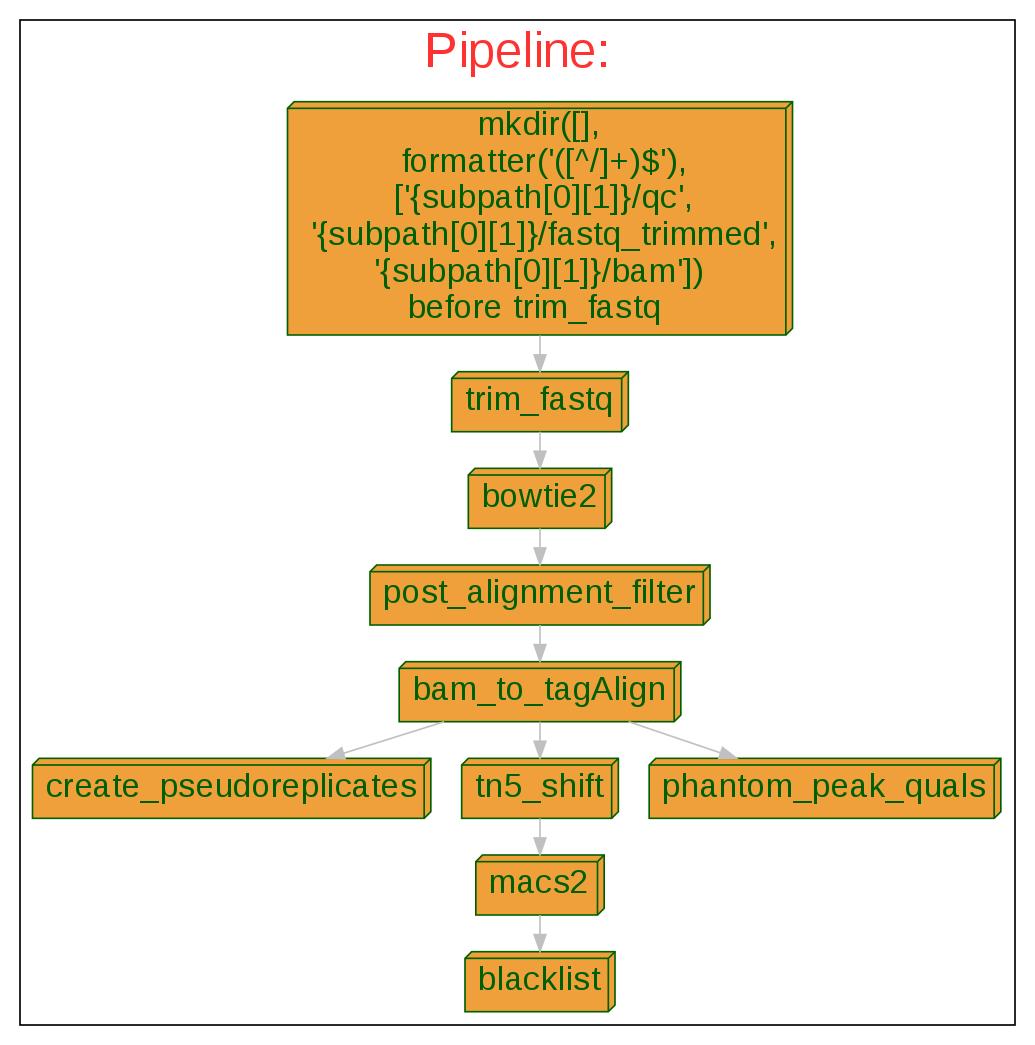 Pipeline:
mkdir([],
formatter('([^/]+)$'),
['{subpath[0][1]}/qc',
'{subpath[0][1]}/fastq_trimmed',
'{subpath[0][1]}/bam'])
before trim_fastq
trim_fastq
bowtie2
post_alignment_filter
bam_to_tagAlign
create_pseudoreplicates
tn5_shift
phantom_peak_quals
macs2
blacklist